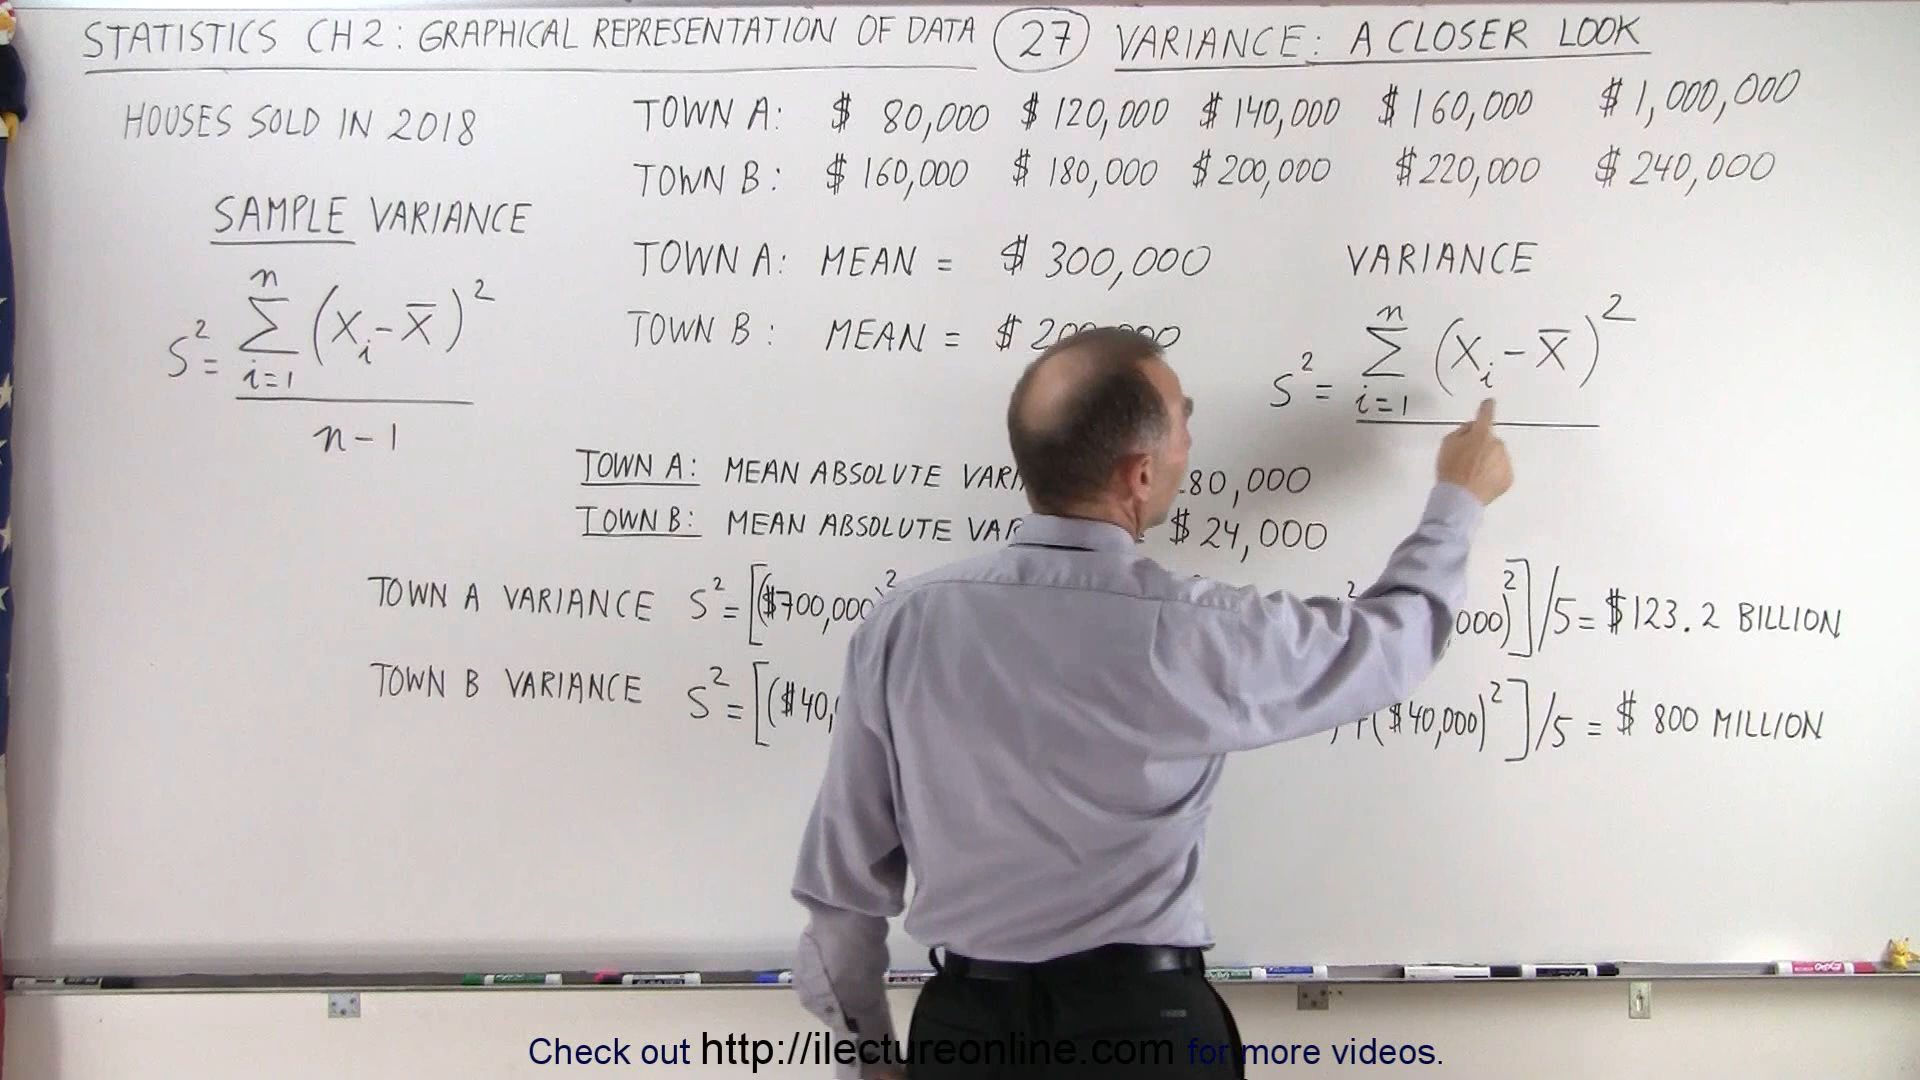 STATISTICS CH 2: GRAPHICAL REPRESENTATION OF DATA 27 VARIANCE: A CLOSER LOOK
HOUSES SOLD IN 2018
TOWN A: $ 80,000 $ 120,000 $ 140,000 $ 160,000 $ 1,000,000
TOWN B: $ 160,000 $ 180,000 $ 200,000 $ 220,000 $ 240,000
SAMPLE VARIANCE
S² = n ∑ i=1 (Xᵢ - X̄)²
n - 1
TOWN A: MEAN = $ 300,000
TOWN B: MEAN = $
VARIANCE
S² = n ∑ i=1 (Xᵢ - X̄)²
TOWN A: MEAN ABSOLUTE 80,000
TOWN B: MEAN ABSOLUTE $ 24,000
TOWN A VARIANCE S² = [($700,000)² ,000)²]/5 = $ 123.2 BILLION
TOWN B VARIANCE S² = [($40, + ($40,000)²]/5 = $ 800 MILLION
Check out http://ilectureonline.com for more videos.